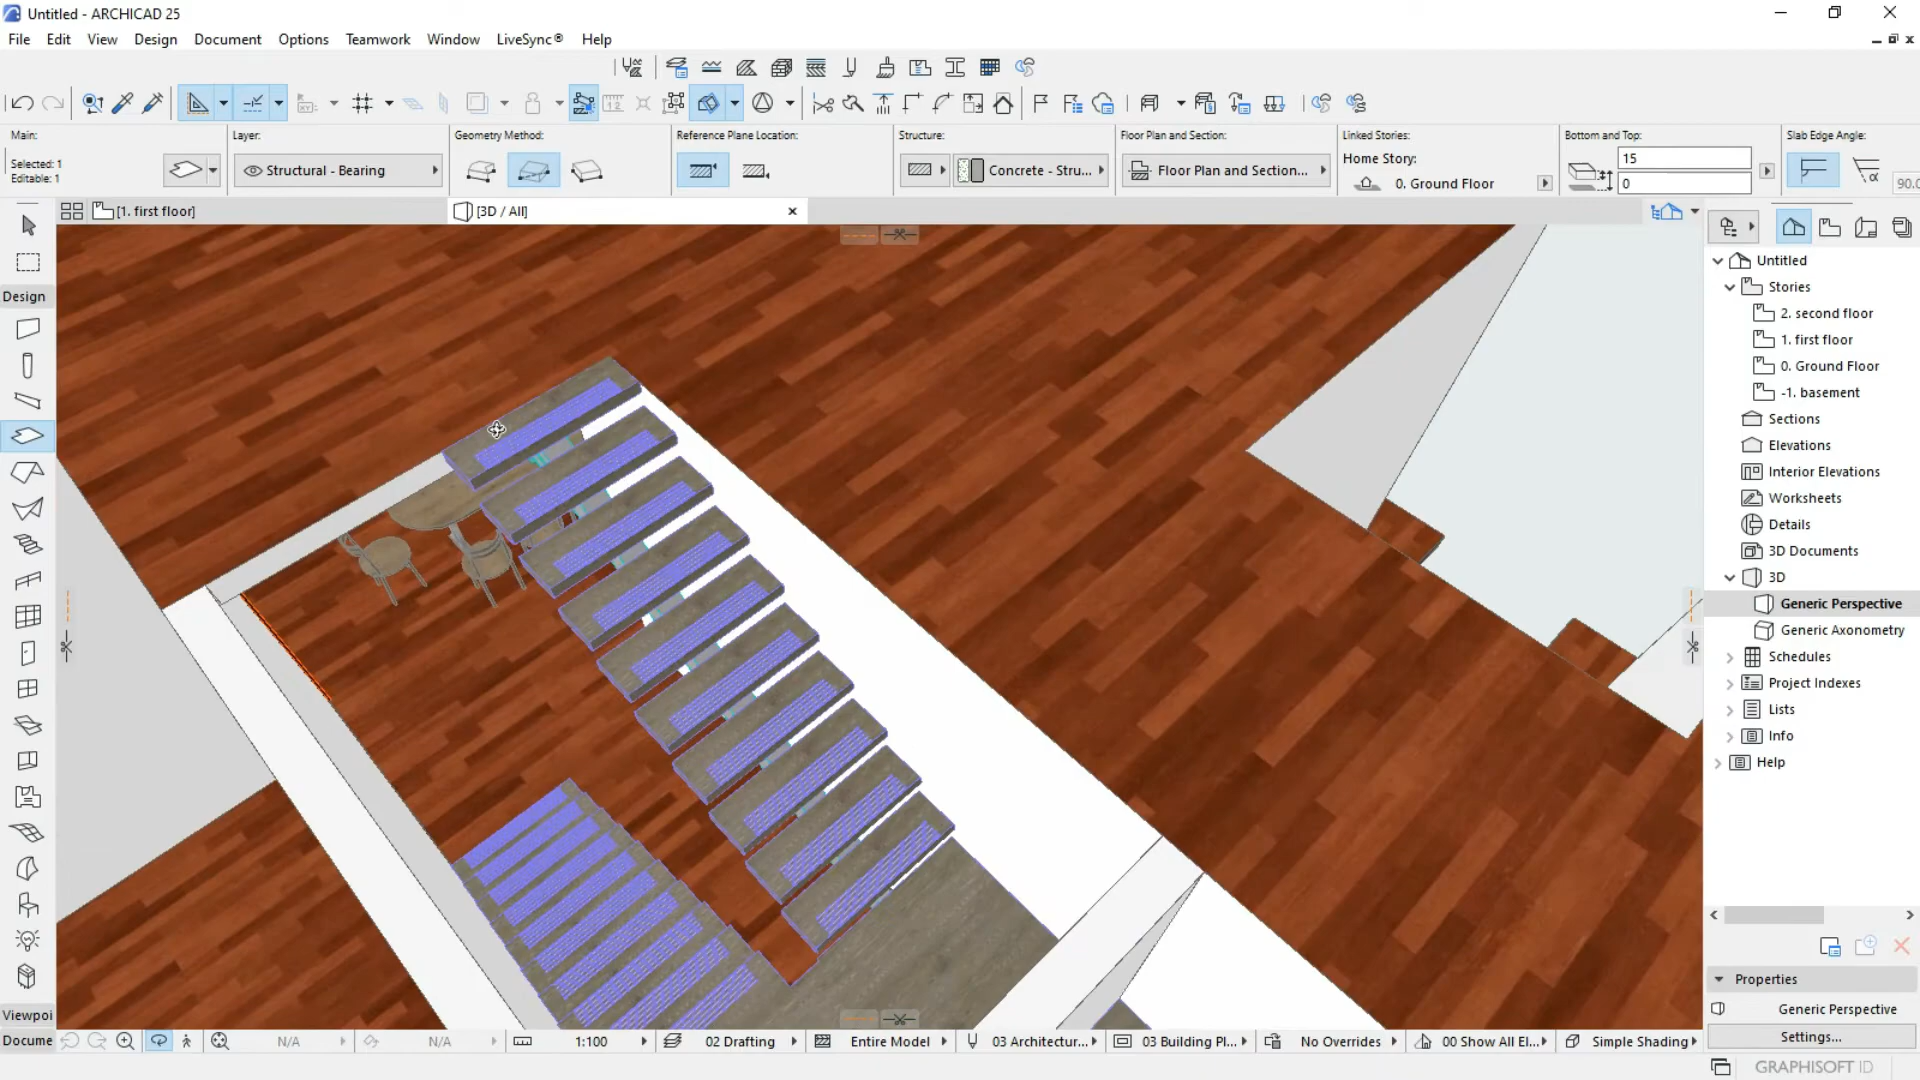 Untitled - ARCHICAD 25
File Edit View Design Document Options Teamwork Window LiveSync® Help
Main: Layer: Geometry Method: Reference Plane Location: Structure: Floor Plan and Section: Linked Stories: Bottom and Top: Slab Edge Angle:
Selected: 1
Editable: 1
Structural - Bearing
Concrete - Stru...
Floor Plan and Section...
Home Story:
0. Ground Floor
15
0
90.0
[1. first floor]
[3D / All]
Design
Viewpoi
Docume
Untitled
Stories
2. second floor
1. first floor
0. Ground Floor
-1. basement
Sections
Elevations
Interior Elevations
Worksheets
Details
3D Documents
3D
Generic Perspective
Generic Axonometry
Schedules
Project Indexes
Lists
Info
Help
Properties
Generic Perspective
Settings...
N/A N/A 1:100 02 Drafting Entire Model 03 Architectur... 03 Building Pl... No Overrides 00 Show All El... Simple Shading
GRAPHISOFT ID